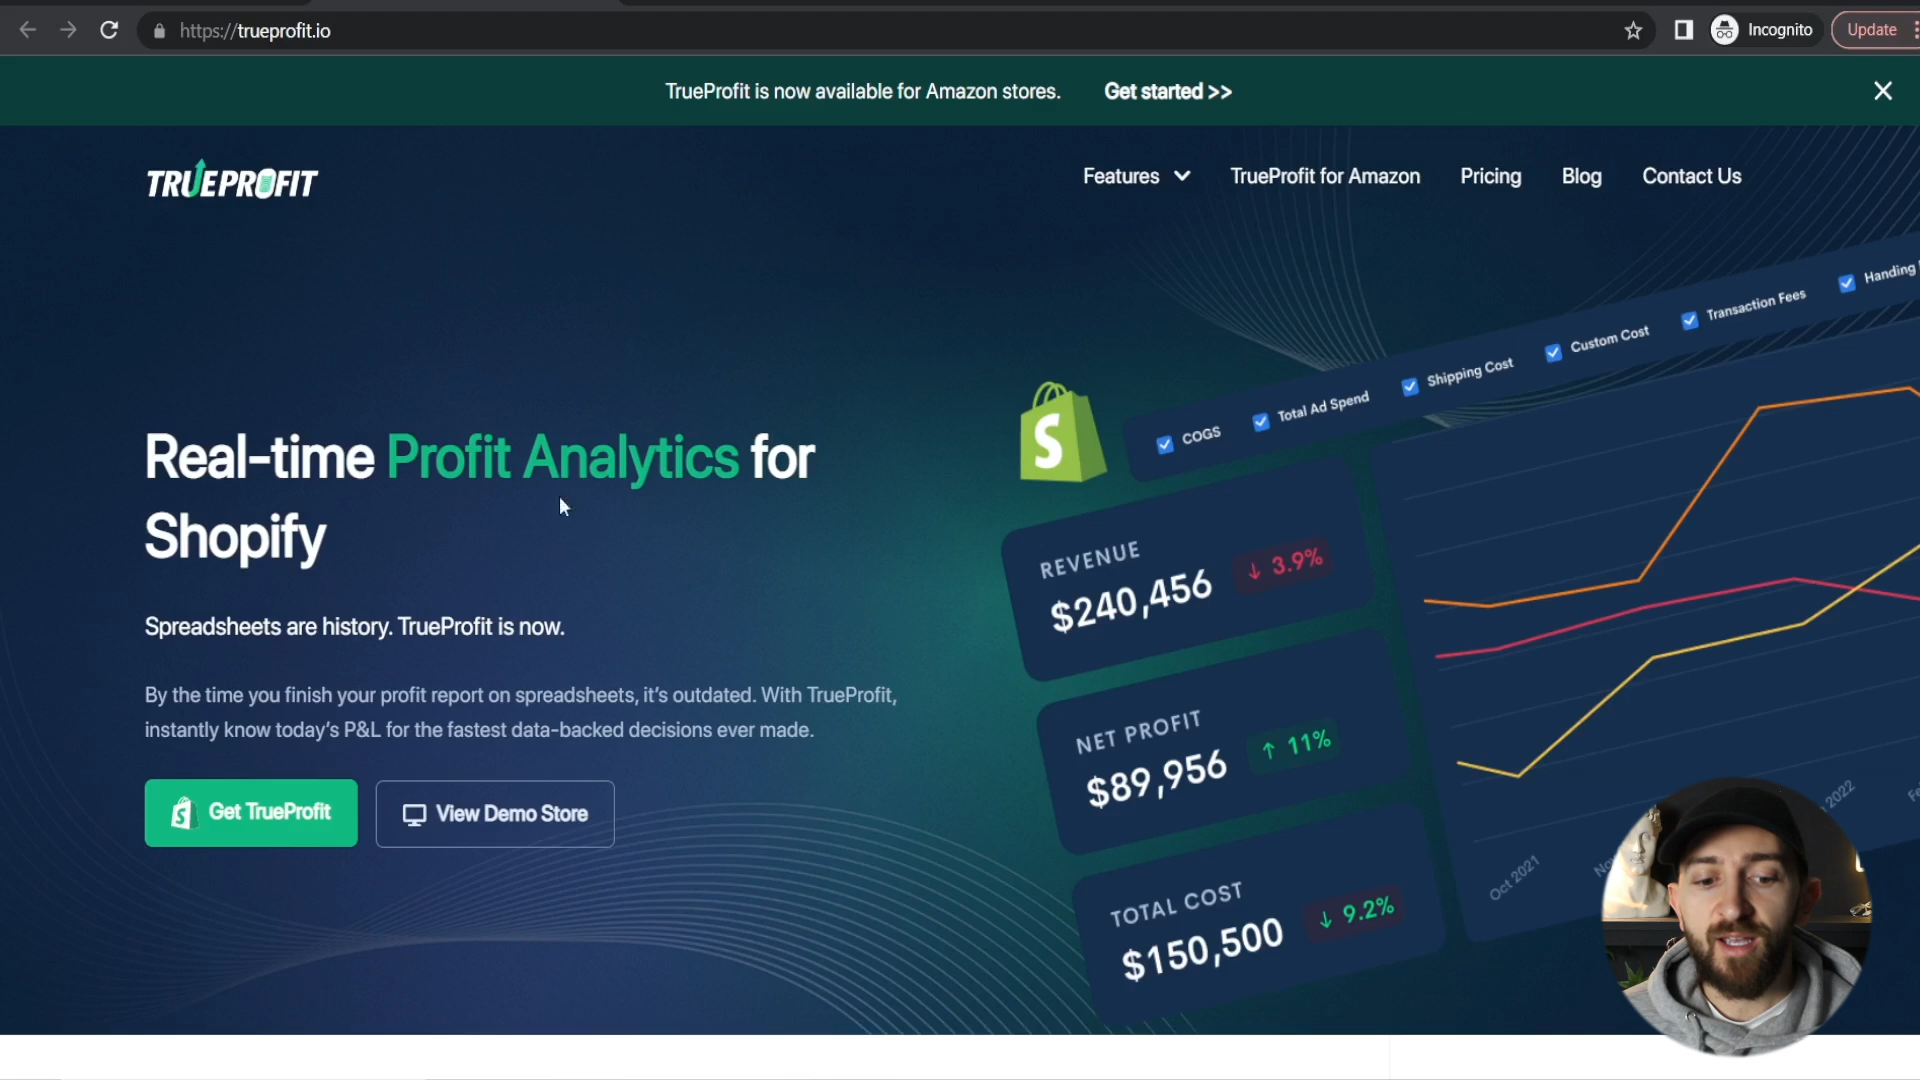 https://trueprofit.io
Incognito
Update
TrueProfit is now available for Amazon stores.
Get started >>
TRUEPROFIT
Features
TrueProfit for Amazon
Pricing
Blog
Contact Us
Real-time Profit Analytics for
Shopify
Spreadsheets are history. TrueProfit is now.
By the time you finish your profit report on spreadsheets, it's outdated. With TrueProfit,
instantly know today's P&L for the fastest data-backed decisions ever made.
Get TrueProfit
View Demo Store
COGS
Total Ad Spend
Shipping Cost
Custom Cost
Transaction Fees
Handing
REVENUE
$240,456
↓ 3.9%
NET PROFIT
$89,956
↑ 11%
TOTAL COST
$150,500
↓ 9.2%
Oct 2021
2022